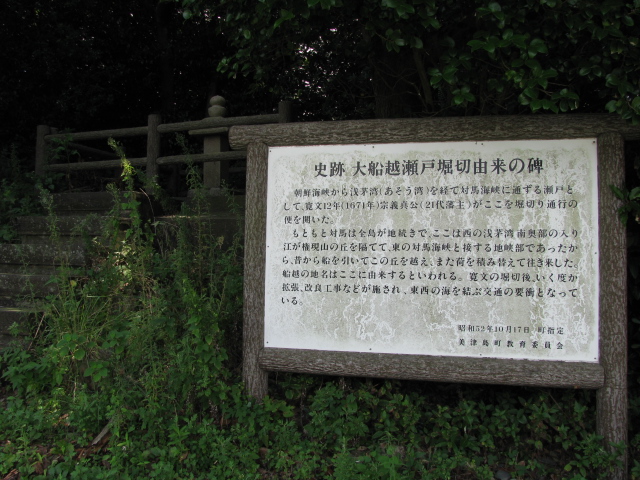 史跡 大船越瀬戸堀切由来の碑
朝鮮海峡から浅茅湾(あそう湾)を経て対馬海峡に通ずる瀬戸と
して、寛文12年(1671年)宗義真公(21代藩主)がここを堀切り通行の
便を開いた。
もともと対馬は全島が地続きで、ここは西の浅茅湾南奥部の入り
江が権現山の丘を隔てて、東の対馬海峡と接する地峡部であったか
ら、昔から船を引いてこの丘を越え、また荷を積み替えて往き来した。
船越の地名はここに由来するといわれる。寛文の堀切後、いく度か
拡張、改良工事などが施され、東西の海を結ぶ交通の要衝となって
いる。
昭和52年10月17日 町指定
美津島町教育委員会